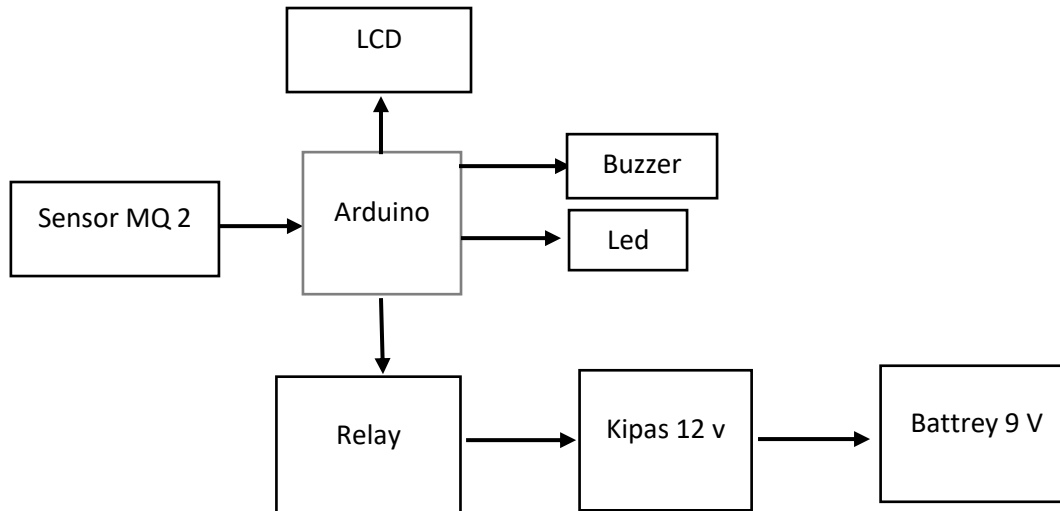 LCD
Buzzer
Sensor MQ 2
Arduino
Led
Relay
Kipas 12 v
Battrey 9 V